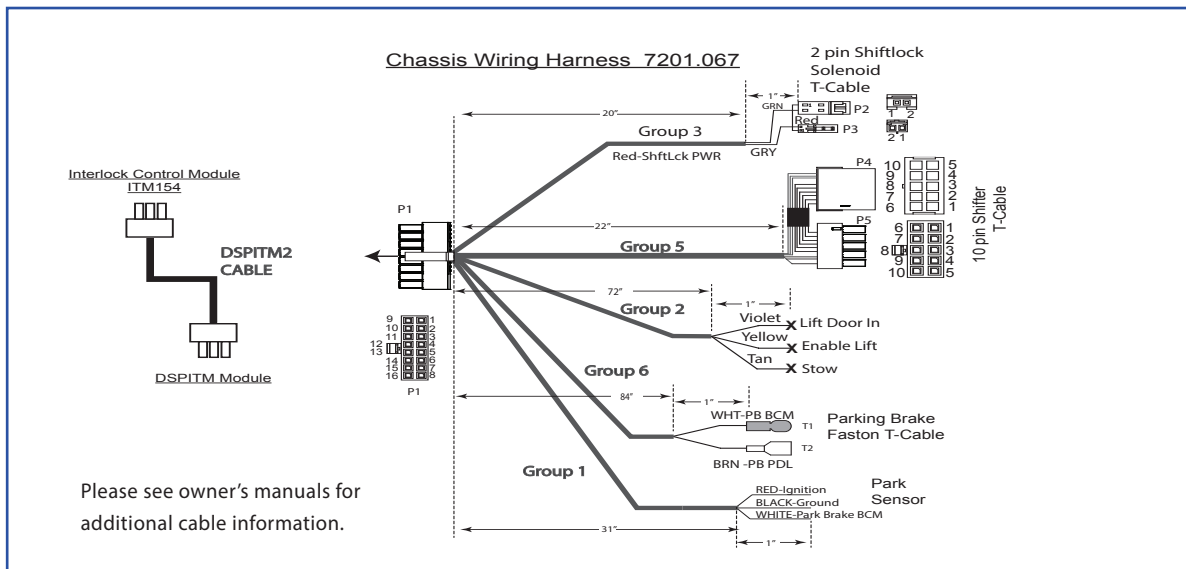 Chassis Wiring Harness 7201.067
2 pin Shiftlock
Solenoid
T-Cable
1"
GRN
P2
1 2
20"
Red
P3
2 1
Group 3
GRY
Red-ShftLck PWR
Interlock Control Module
ITM154
P4
10 5
9 4
8 3
7 2
6 1
10 pin Shifter
T-Cable
P1
22"
P5
6 1
7 2
8 3
9 4
10 5
Group 5
DSPITM2
CABLE
72"
1"
Group 2
Violet
Lift Door In
Yellow
Enable Lift
Tan
Stow
9 1
10 2
11 3
12 4
13 5
14 6
15 7
16 8
P1
DSPITM Module
Group 6
84"
1"
WHT-PB BCM
T1
Parking Brake
Faston T-Cable
T2
BRN -PB PDL
Group 1
Park
Sensor
RED-Ignition
BLACK-Ground
WHITE-Park Brake BCM
31"
1"
Please see owner’s manuals for
additional cable information.